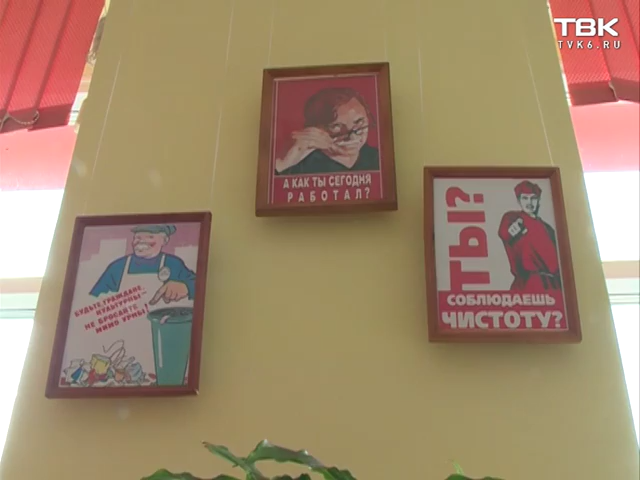 ТВК
TVK6.RU
А КАК ТЫ СЕГОДНЯ
РАБОТАЛ?
ТЫ?
СОБЛЮДАЕШЬ
ЧИСТОТУ?
БУДЬТЕ, ГРАЖДАНЕ,
КУЛЬТУРНЫ –
НЕ БРОСАЙТЕ
МИМО УРНЫ!